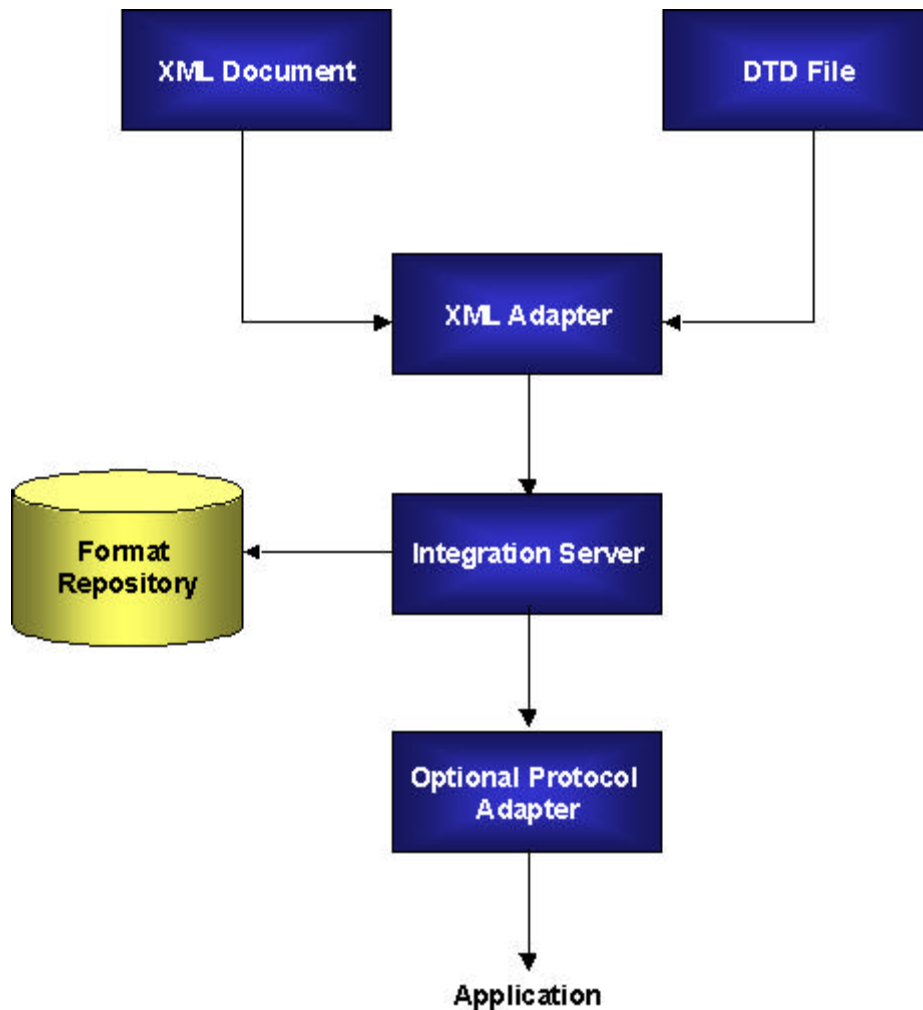 XML Document
DTD File
XML Adapter
Format
Repository
Integration Server
Optional Protocol
Adapter
Application